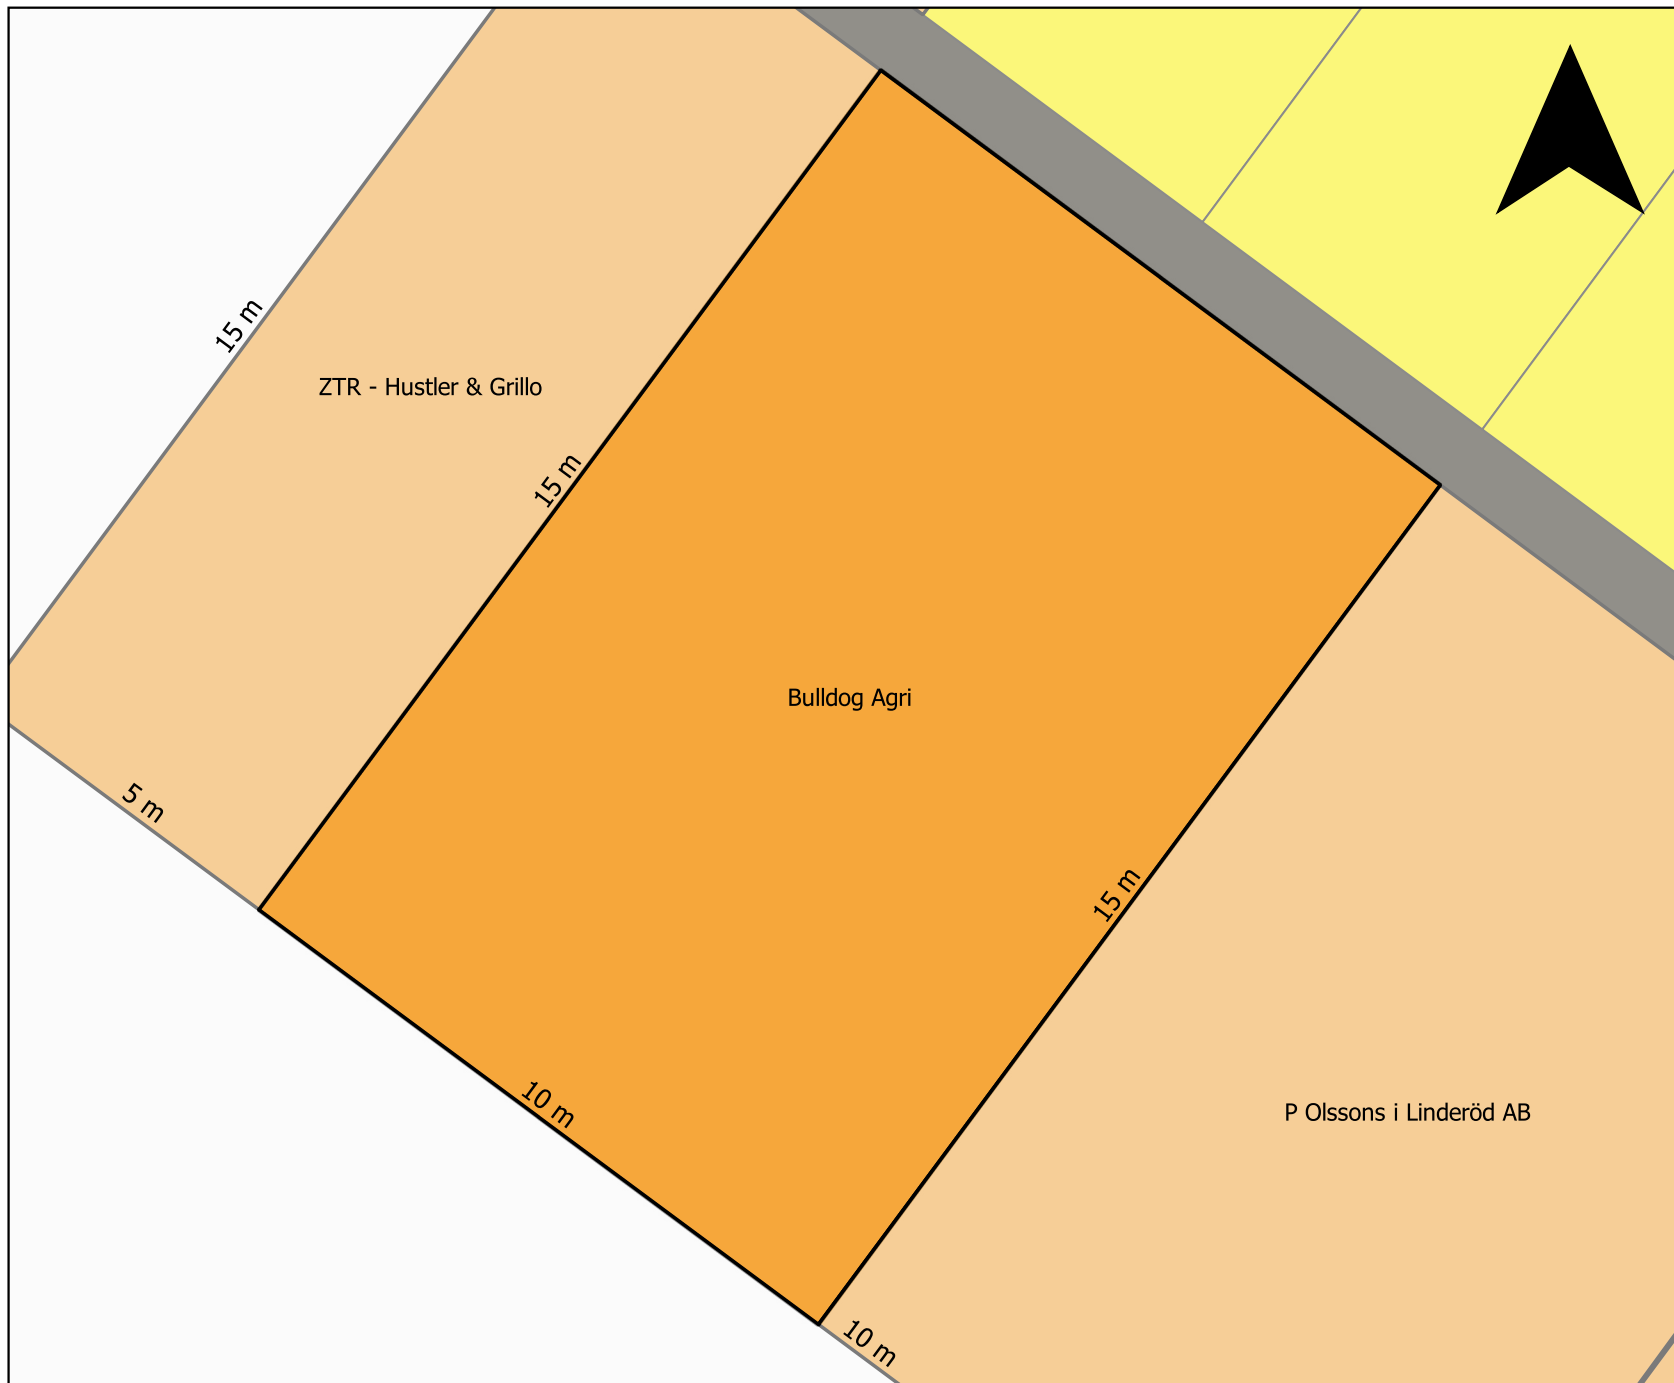 15 m
ZTR - Hustler & Grillo
15 m
Bulldog Agri
5 m
15 m
10 m
P Olssons i Linderöd AB
10 m